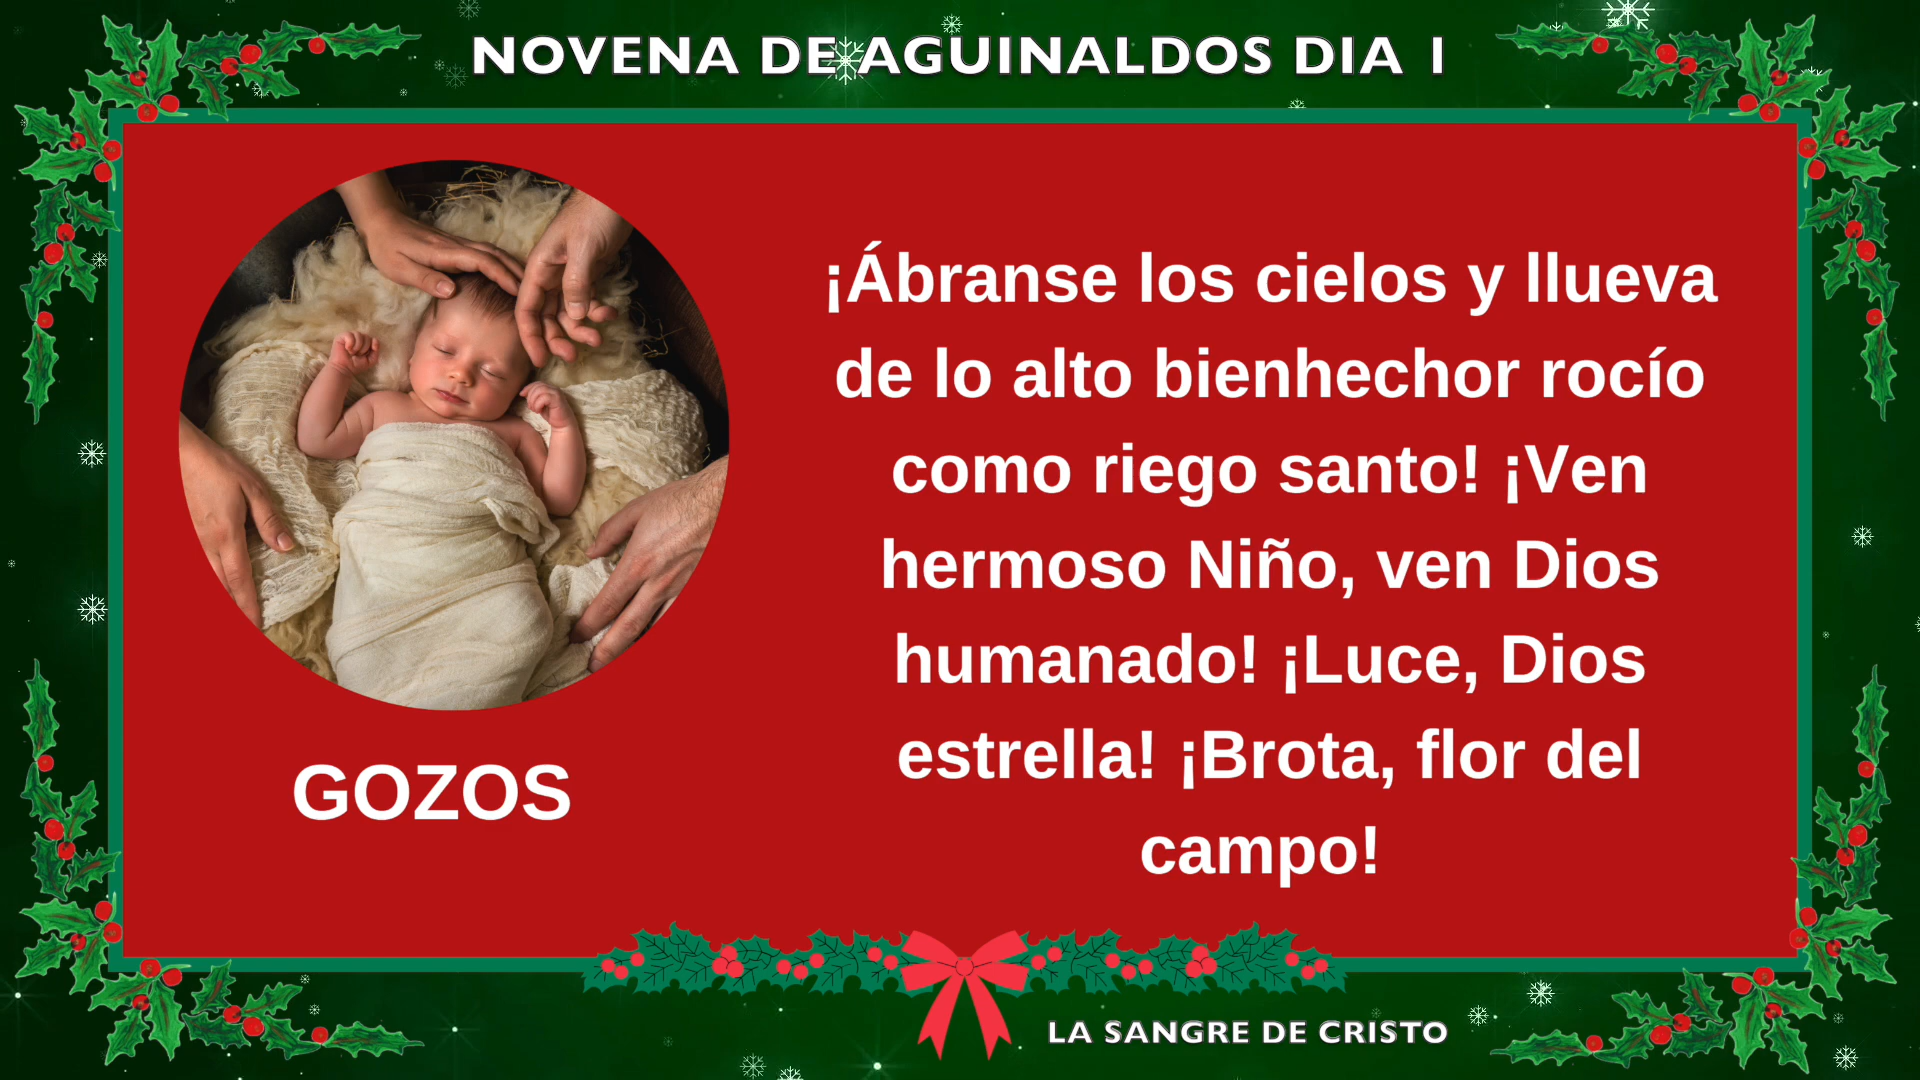 NOVENA DE AGUINALDOS DIA 1
¡Ábranse los cielos y llueva
de lo alto bienhechor rocío
como riego santo! ¡Ven
hermoso Niño, ven Dios
humanado! ¡Luce, Dios
estrella! ¡Brota, flor del
campo!
GOZOS
LA SANGRE DE CRISTO